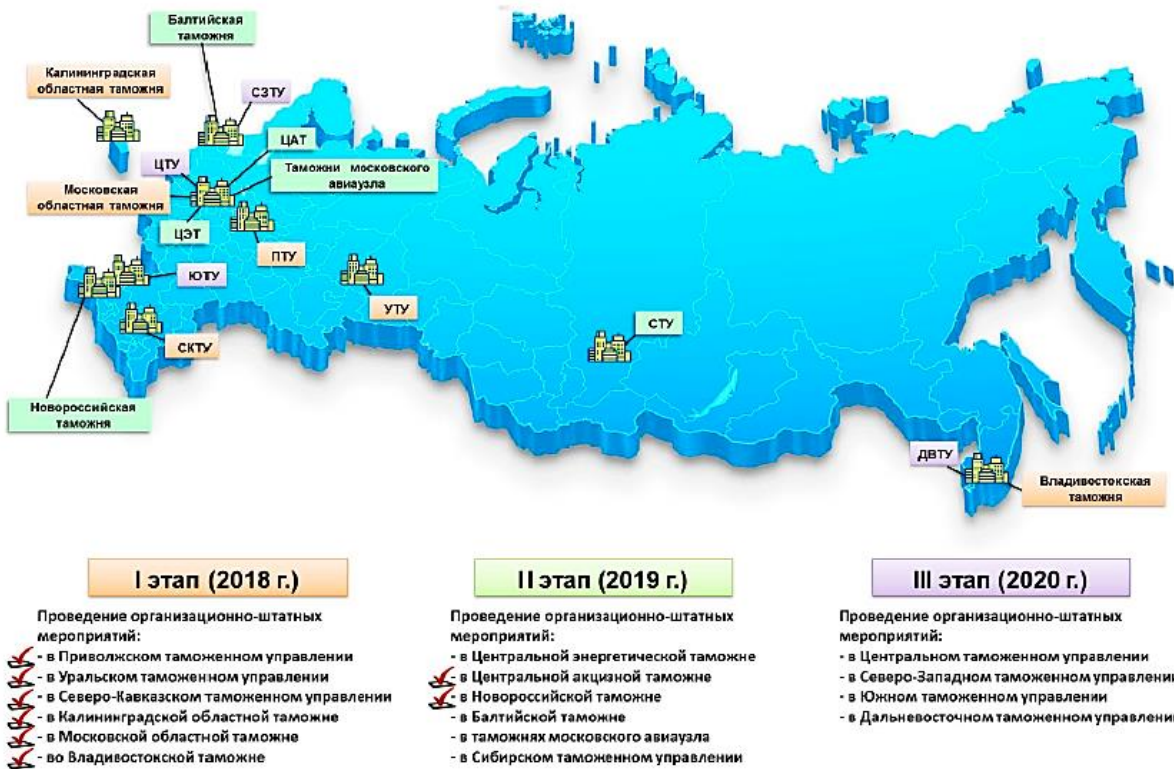 Балтийская
таможня
Калининградская
областная таможня
СЗТУ
ЦАТ
ЦТУ
Таможни московского
авиаузла
Московская
областная таможня
ЦЭТ
ПТУ
ЮТУ
УТУ
СТУ
СКТУ
Новороссийская
таможня
ДВТУ
Владивостокская
таможня
I этап (2018 г.)
Проведение организационно-штатных
мероприятий:
- в Приволжском таможенном управлении
- в Уральском таможенном управлении
- в Северо-Кавказском таможенном управлении
- в Калининградской областной таможне
- в Московской областной таможне
- во Владивостокской таможне
II этап (2019 г.)
Проведение организационно-штатных
мероприятий:
- в Центральной энергетической таможне
- в Центральной акцизной таможне
- в Новороссийской таможне
- в Балтийской таможне
- в таможнях московского авиаузла
- в Сибирском таможенном управлении
III этап (2020 г.)
Проведение организационно-штатных
мероприятий:
- в Центральном таможенном управлении
- в Северо-Западном таможенном управлени
- в Южном таможенном управлении
- в Дальневосточном таможенном управлени